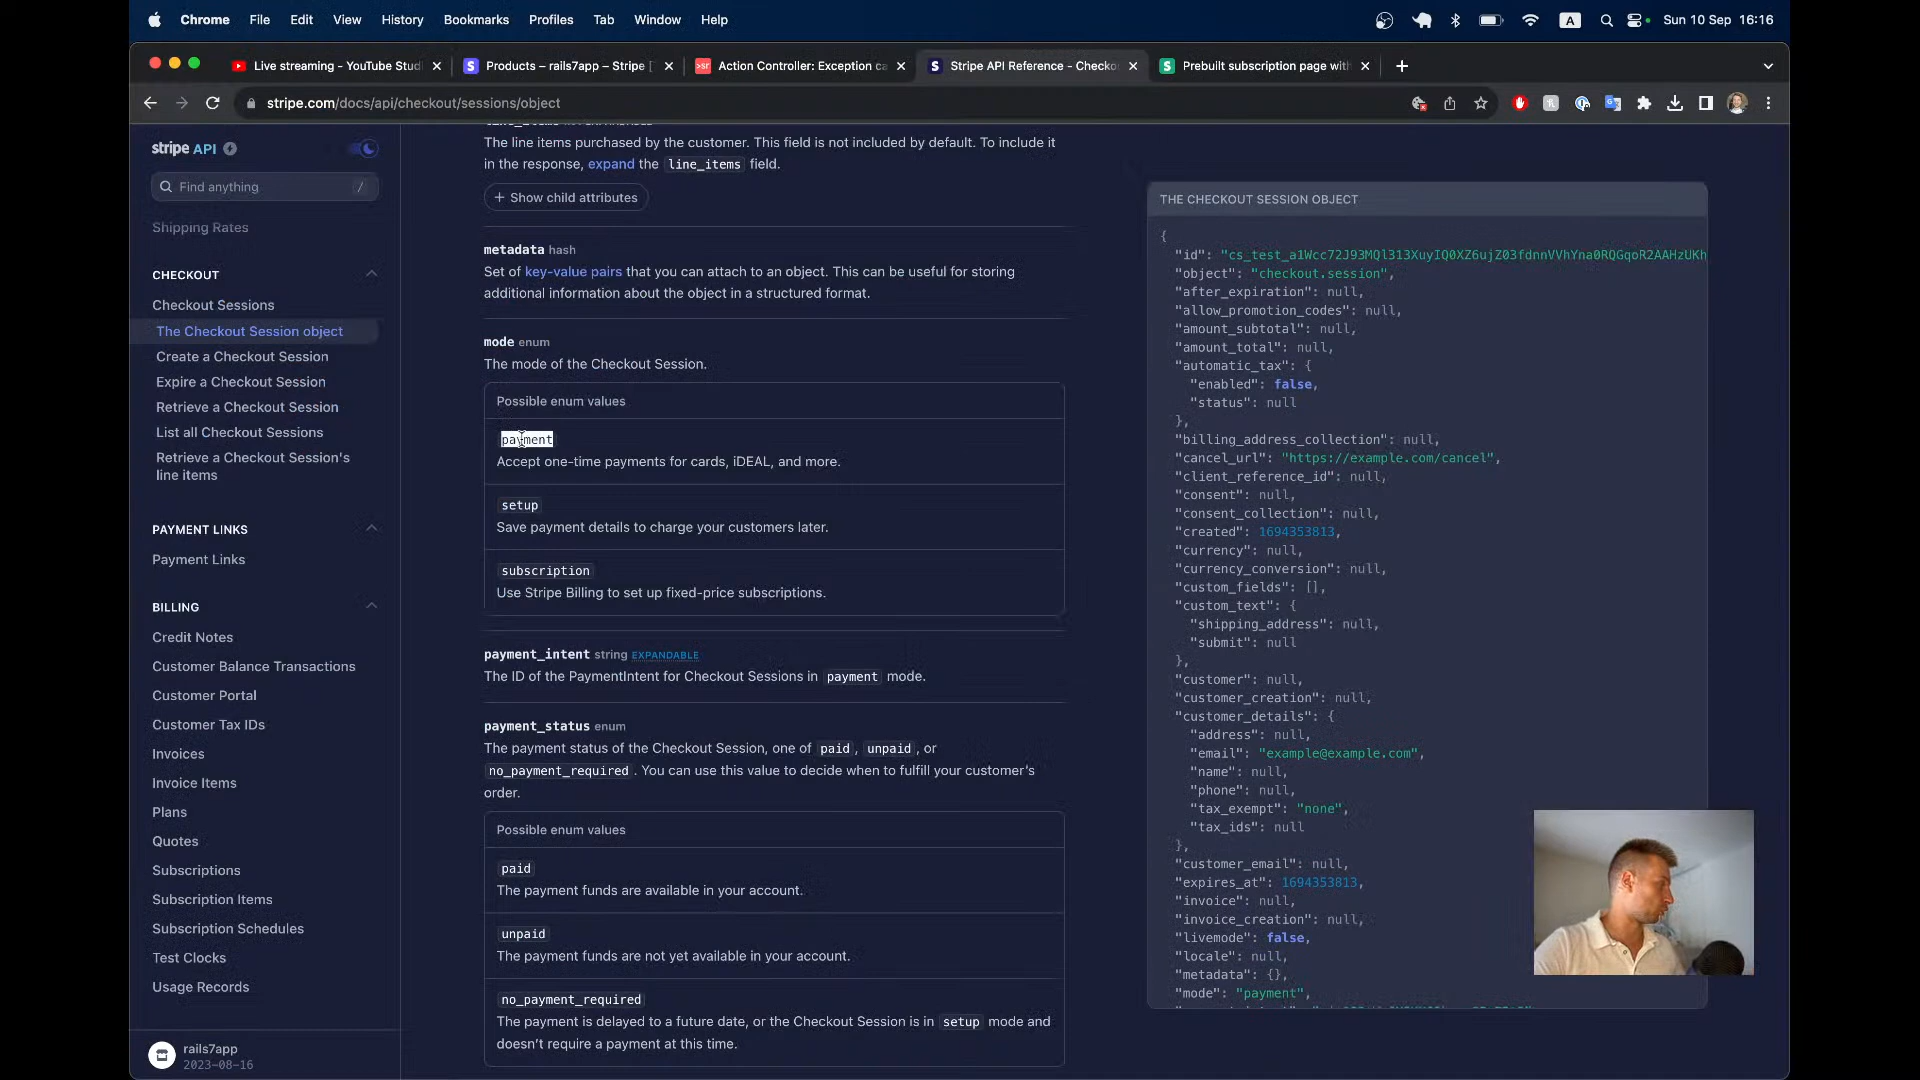 Chrome File Edit View History Bookmarks Profiles Tab Window Help A Sun 10 Sep 16:16
Live streaming - YouTube Studi
Products – rails7app – Stripe [
Action Controller: Exception ca
Stripe API Reference - Checko
Prebuilt subscription page with
stripe.com/docs/api/checkout/sessions/object
stripe API
Find anything /
Shipping Rates
CHECKOUT
Checkout Sessions
The Checkout Session object
Create a Checkout Session
Expire a Checkout Session
Retrieve a Checkout Session
List all Checkout Sessions
Retrieve a Checkout Session's
line items
PAYMENT LINKS
Payment Links
BILLING
Credit Notes
Customer Balance Transactions
Customer Portal
Customer Tax IDs
Invoices
Invoice Items
Plans
Quotes
Subscriptions
Subscription Items
Subscription Schedules
Test Clocks
Usage Records
rails7app
2023-08-16
The line items purchased by the customer. This field is not included by default. To include it
in the response, expand the line_items field.
+ Show child attributes
metadata hash
Set of key-value pairs that you can attach to an object. This can be useful for storing
additional information about the object in a structured format.
mode enum
The mode of the Checkout Session.
Possible enum values
payment
Accept one-time payments for cards, iDEAL, and more.
setup
Save payment details to charge your customers later.
subscription
Use Stripe Billing to set up fixed-price subscriptions.
payment_intent string EXPANDABLE
The ID of the PaymentIntent for Checkout Sessions in payment mode.
payment_status enum
The payment status of the Checkout Session, one of paid, unpaid, or
no_payment_required. You can use this value to decide when to fulfill your customer's
order.
Possible enum values
paid
The payment funds are available in your account.
unpaid
The payment funds are not yet available in your account.
no_payment_required
The payment is delayed to a future date, or the Checkout Session is in setup mode and
doesn't require a payment at this time.
THE CHECKOUT SESSION OBJECT
{
"id": "cs_test_a1Wcc72J93MQl313XuyIQ0XZ6ujZ03fdnnVVhYna0RQGqoR2AAHzUKh
"object": "checkout.session",
"after_expiration": null,
"allow_promotion_codes": null,
"amount_subtotal": null,
"amount_total": null,
"automatic_tax": {
"enabled": false,
"status": null
},
"billing_address_collection": null,
"cancel_url": "https://example.com/cancel",
"client_reference_id": null,
"consent": null,
"consent_collection": null,
"created": 1694353813,
"currency": null,
"currency_conversion": null,
"custom_fields": [],
"custom_text": {
"shipping_address": null,
"submit": null
},
"customer": null,
"customer_creation": null,
"customer_details": {
"address": null,
"email": "example@example.com",
"name": null,
"phone": null,
"tax_exempt": "none",
"tax_ids": null
},
"customer_email": null,
"expires_at": 1694353813,
"invoice": null,
"invoice_creation": null,
"livemode": false,
"locale": null,
"metadata": {},
"mode": "payment",